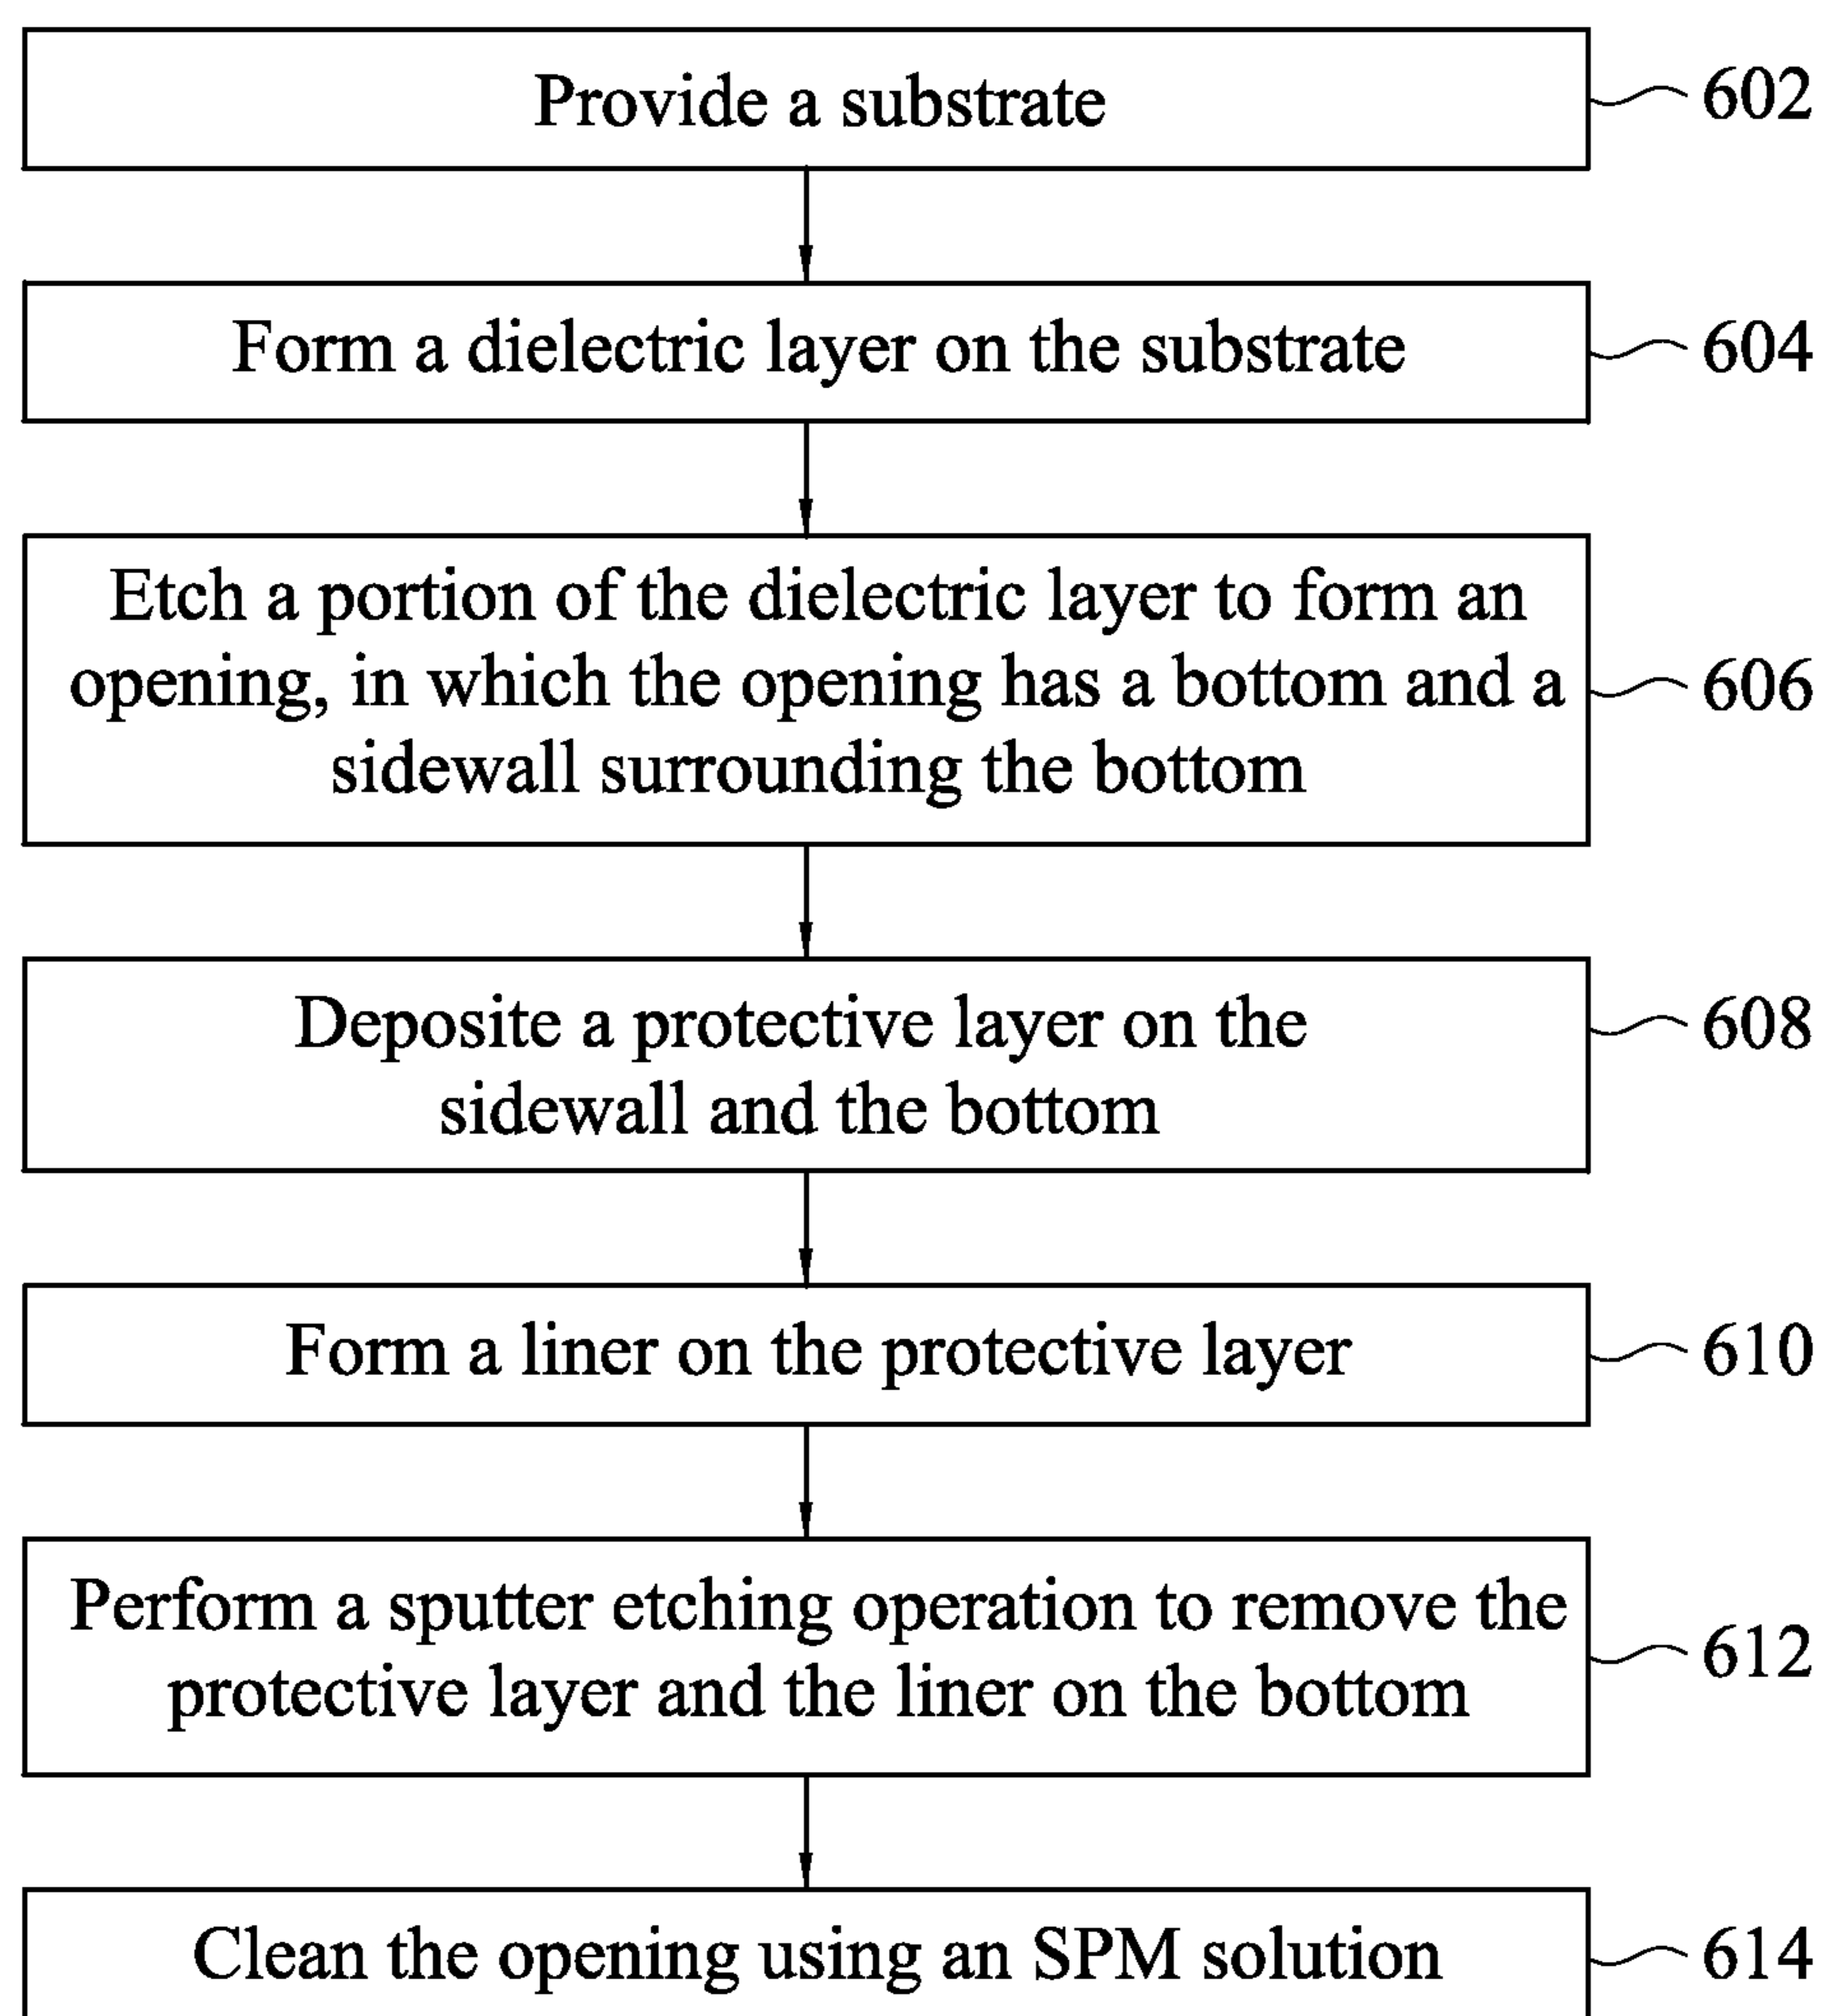 Provide a substrate
602
Form a dielectric layer on the substrate
604
Etch a portion of the dielectric layer to form an
opening, in which the opening has a bottom and a
sidewall surrounding the bottom
606
Deposite a protective layer on the
sidewall and the bottom
608
Form a liner on the protective layer
610
Perform a sputter etching operation to remove the
protective layer and the liner on the bottom
612
Clean the opening using an SPM solution
614